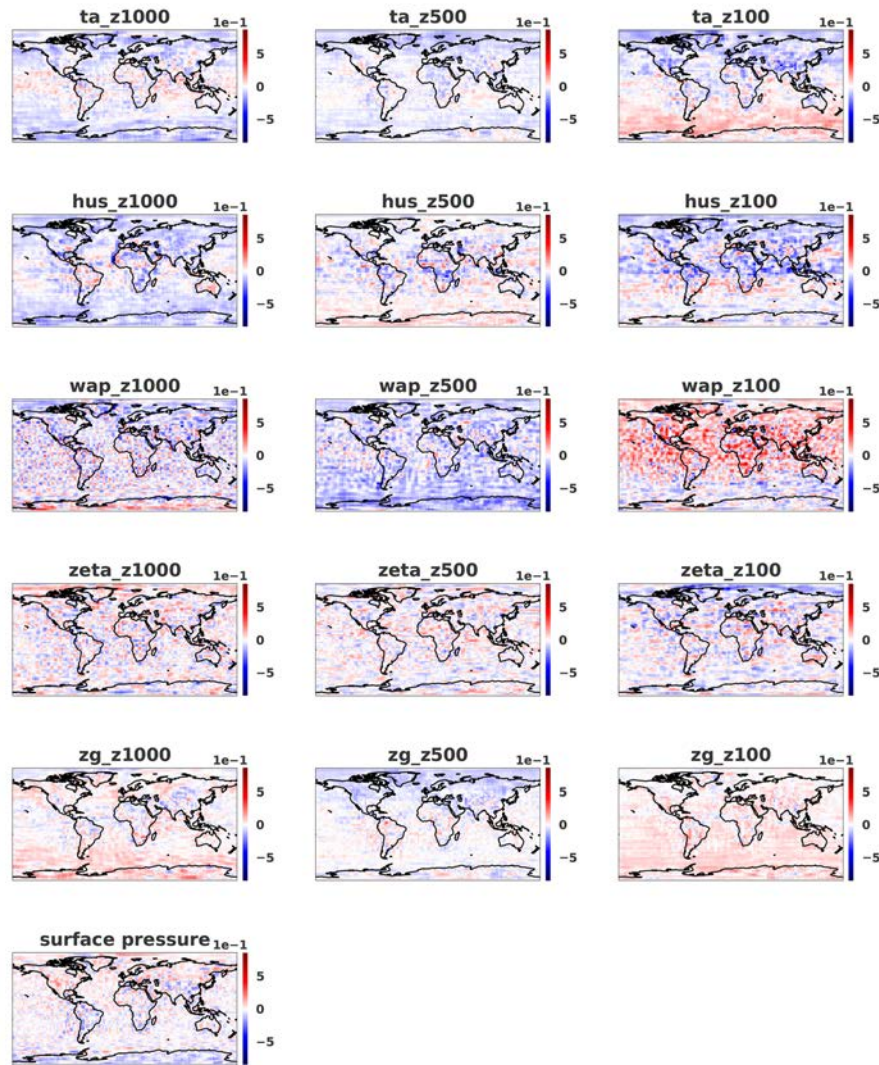 ta_z1000 ta_z500 ta_z100
1e−1 1e−1 1e−1
5 5 5
0 0 0
−5 −5 −5
hus_z1000 hus_z500 hus_z100
1e−1 1e−1 1e−1
5 5 5
0 0 0
−5 −5 −5
wap_z1000 wap_z500 wap_z100
1e−1 1e−1 1e−1
5 5 5
0 0 0
−5 −5 −5
zeta_z1000 zeta_z500 zeta_z100
1e−1 1e−1 1e−1
5 5 5
0 0 0
−5 −5 −5
zg_z1000 zg_z500 zg_z100
1e−1 1e−1 1e−1
5 5 5
0 0 0
−5 −5 −5
surface pressure
1e−1
5
0
−5